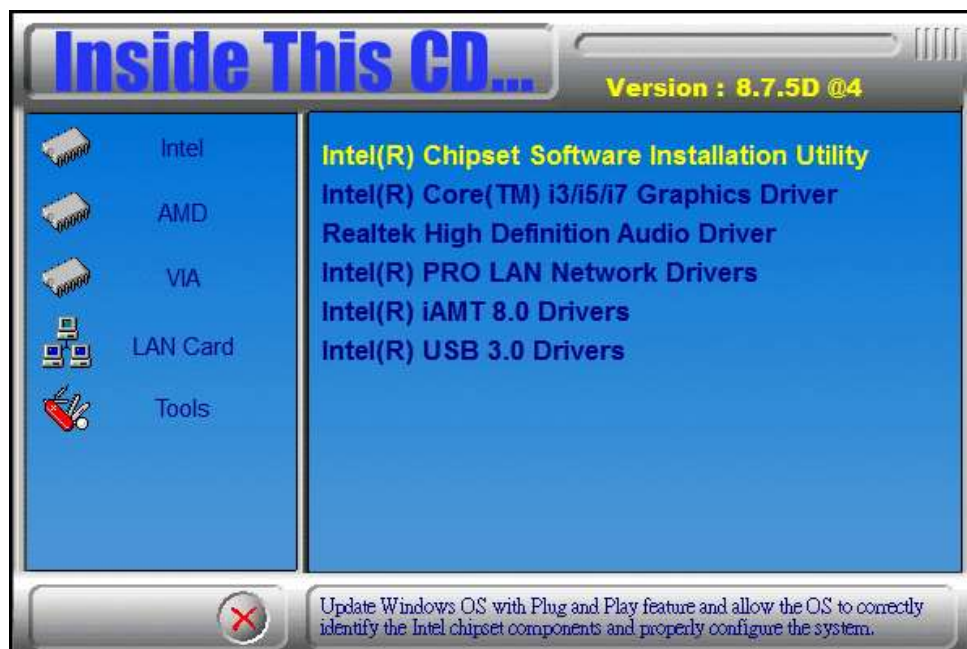 Inside This CD...
Version : 8.7.5D @4
Intel
AMD
VIA
LAN Card
Tools
Intel(R) Chipset Software Installation Utility
Intel(R) Core(TM) i3/i5/i7 Graphics Driver
Realtek High Definition Audio Driver
Intel(R) PRO LAN Network Drivers
Intel(R) iAMT 8.0 Drivers
Intel(R) USB 3.0 Drivers
Update Windows OS with Plug and Play feature and allow the OS to correctly
identify the Intel chipset components and properly configure the system.